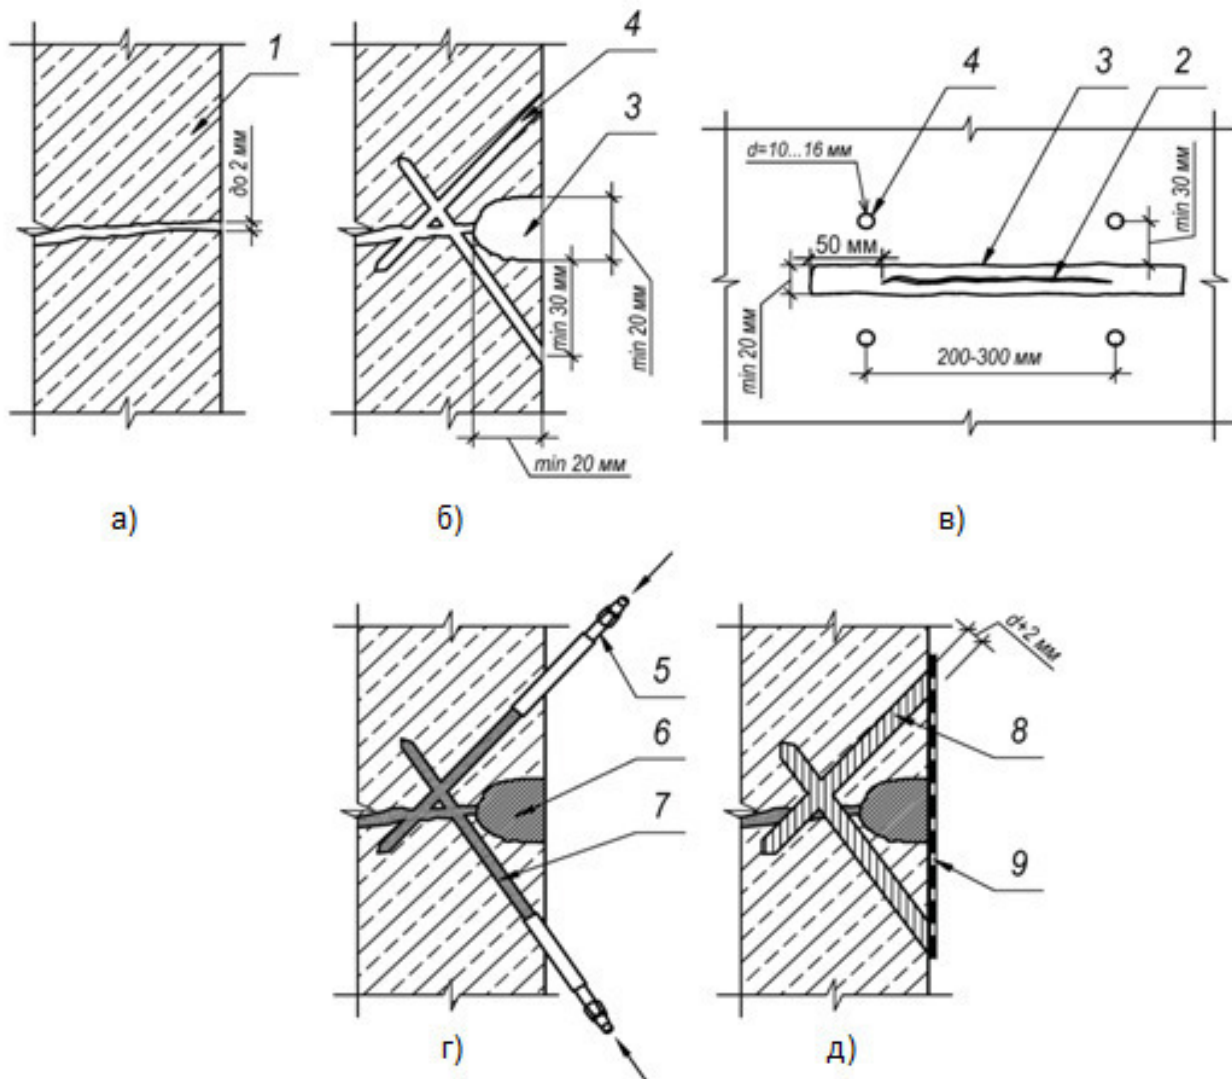 1
до 2 мм
а)
4
3
min 30 мм
min 20 мм
min 20 мм
б)
4
3
2
d=10...16 мм
min 30 мм
50 мм
min 20 мм
200-300 мм
в)
5
6
7
г)
d+2 мм
8
9
д)